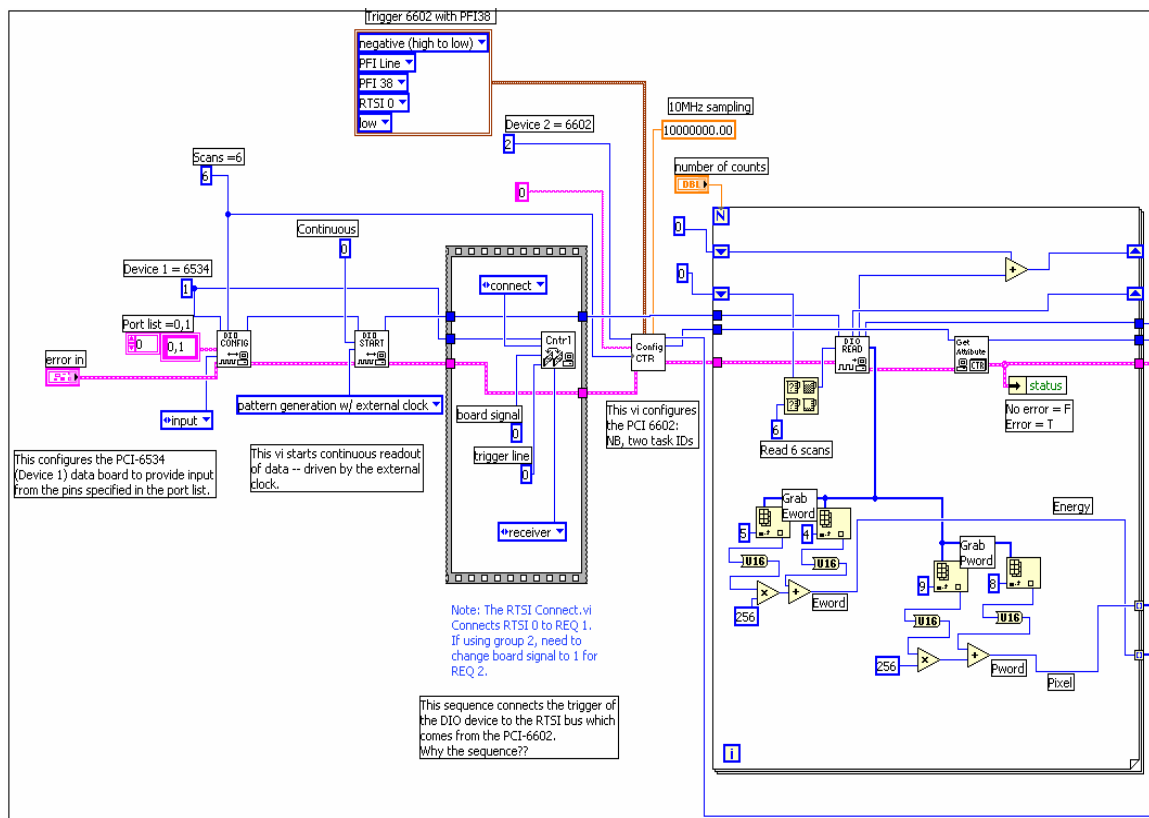 Trigger 6602 with PFI38
negative (high to low)
PFI Line
PFI 38
RTSI 0
low
10MHz sampling
10000000.00
Device 2 = 6602
2
Scans =6
6
number of counts
DBL
0
N
Continuous
0
0
0
connect
Device 1 = 6534
1
Port list =0,1
0
0,1
DIO
CONFIG
DIO
START
Cntrl
Config
CTR
DIO
READ
Get
Attribute
CTR
error in
status
No error = F
Error = T
input
pattern generation w/ external clock
board signal
0
trigger line
0
receiver
This vi configures
the PCI 6602:
NB, two task IDs
6
Read 6 scans
This configures the PCI-6534
(Device 1) data board to provide input
from the pins specified in the port list.
This vi starts continuous readout
of data -- driven by the external
clock.
Grab
Eword
5
4
U16
U16
256
Eword
Energy
Grab
Pword
9
8
U16
U16
256
Pword
Pixel
Note: The RTSI Connect.vi
Connects RTSI 0 to REQ 1.
If using group 2, need to
change board signal to 1 for
REQ 2.
This sequence connects the trigger of
the DIO device to the RTSI bus which
comes from the PCI-6602.
Why the sequence??
i